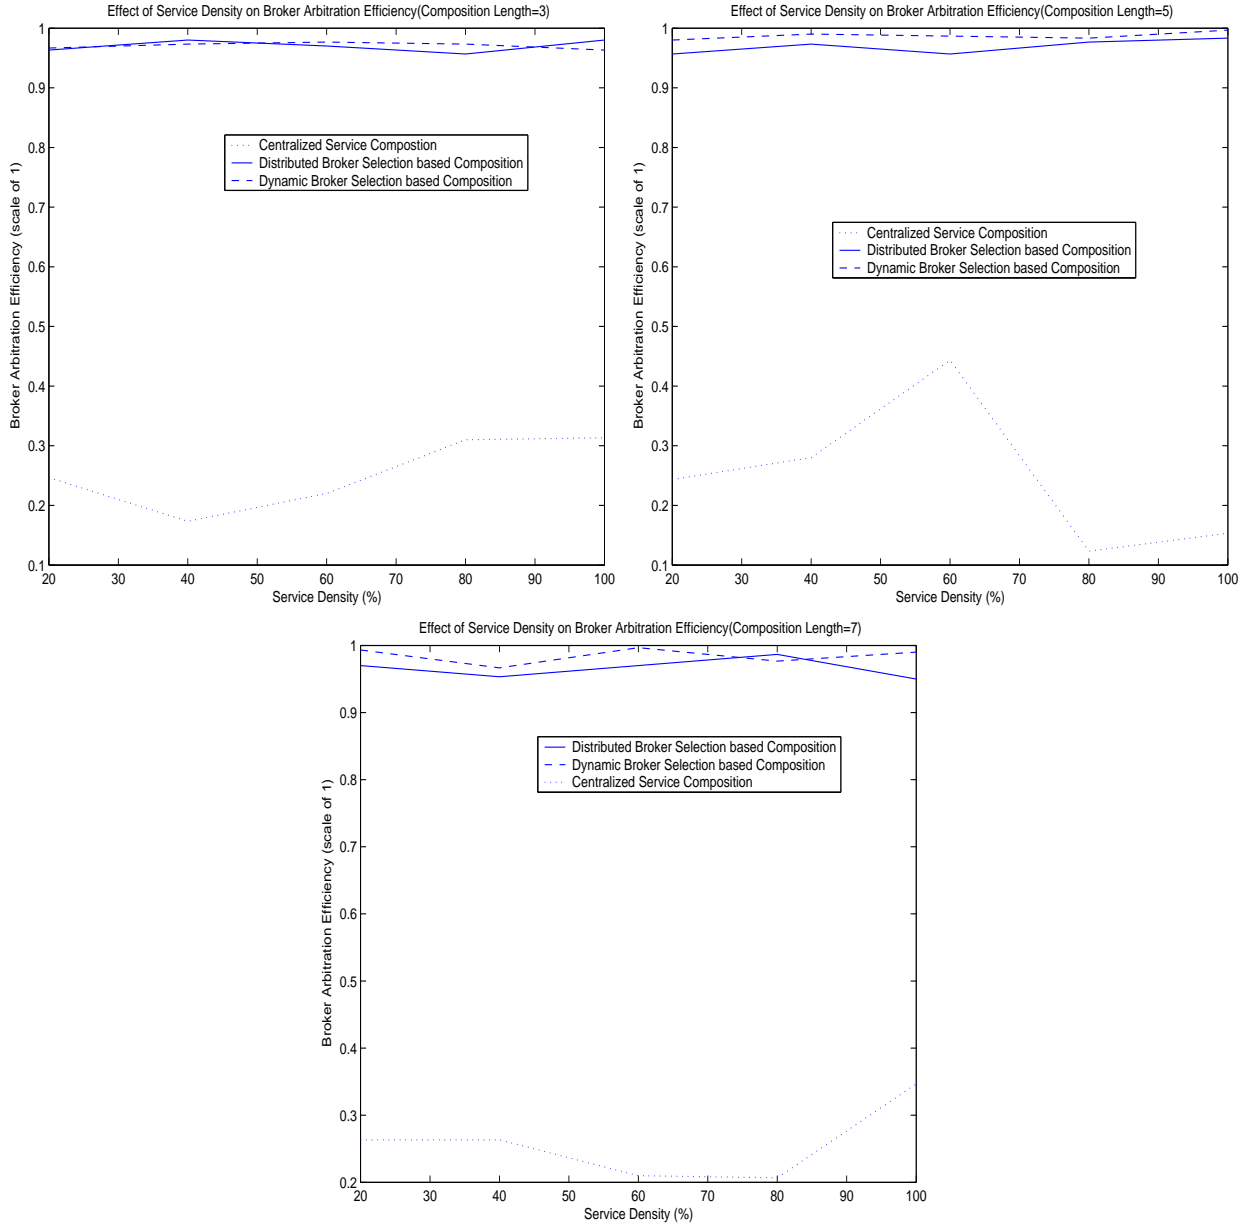 Effect of Service Density on Broker Arbitration Efficiency(Composition Length=3)
Broker Arbitration Efficiency (scale of 1)
1
0.9
0.8
0.7
0.6
0.5
0.4
0.3
0.2
0.1
Centralized Service Compostion
Distributed Broker Selection based Composition
Dynamic Broker Selection based Composition
20 30 40 50 60 70 80 90 100
Service Density (%)
Effect of Service Density on Broker Arbitration Efficiency(Composition Length=5)
Broker Arbitration Efficiency (scale of 1)
1
0.9
0.8
0.7
0.6
0.5
0.4
0.3
0.2
0.1
Centralized Service Composition
Distributed Broker Selection based Composition
Dynamic Broker Selection based Composition
20 30 40 50 60 70 80 90 100
Service Density (%)
Effect of Service Density on Broker Arbitration Efficiency(Composition Length=7)
Broker Arbitration Efficiency (scale of 1)
1
0.9
0.8
0.7
0.6
0.5
0.4
0.3
0.2
Distributed Broker Selection based Composition
Dynamic Broker Selection based Composition
Centralized Service Composition
20 30 40 50 60 70 80 90 100
Service Density (%)